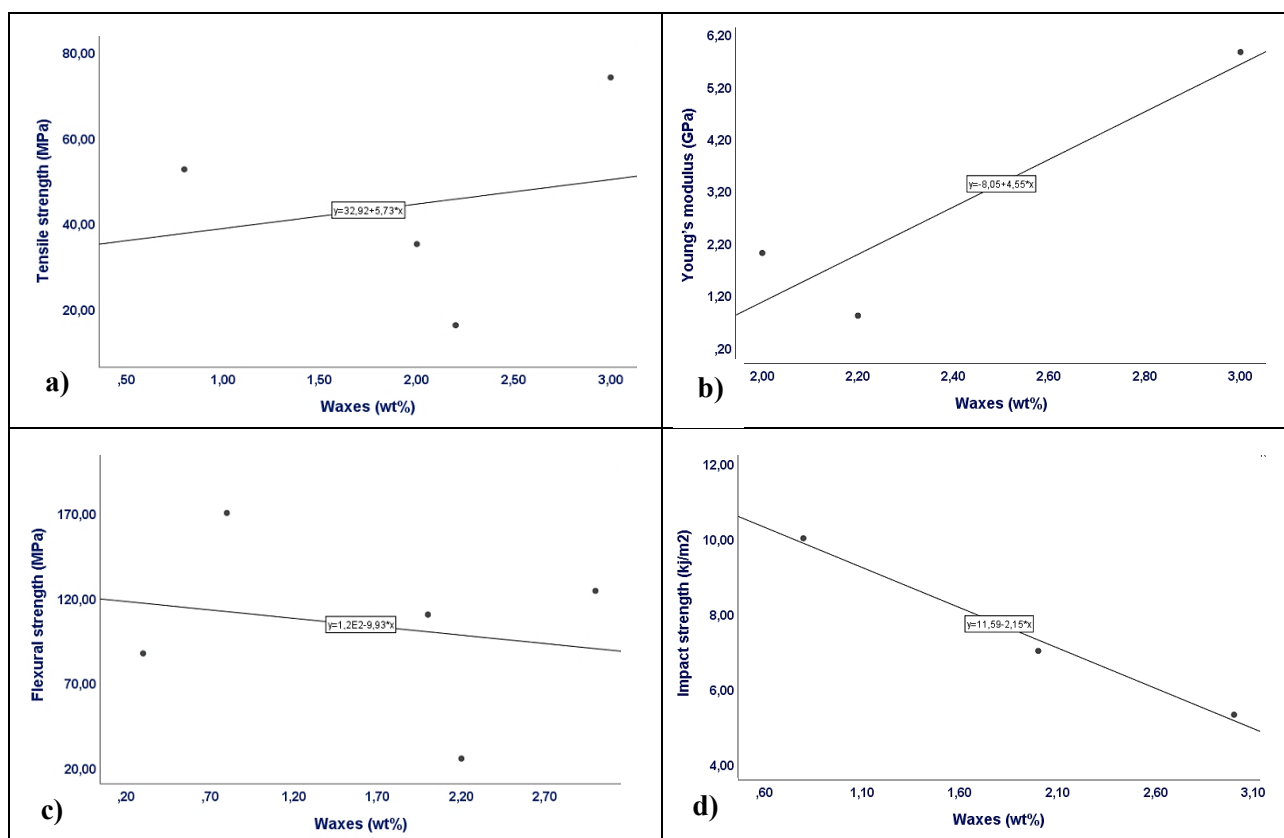 80,00
60,00
40,00
20,00
Tensile strength (MPa)
y=32,92+5,73*x
,50 1,00 1,50 2,00 2,50 3,00
Waxes (wt%)
a)
6,20
5,20
4,20
3,20
2,20
1,20
,20
Young's modulus (GPa)
y=-8,05+4,55*x
2,00 2,20 2,40 2,60 2,80 3,00
Waxes (wt%)
b)
170,00
120,00
70,00
20,00
Flexural strength (MPa)
y=1,2E2-9,93*x
,20 ,70 1,20 1,70 2,20 2,70
Waxes (wt%)
c)
12,00
10,00
8,00
6,00
4,00
Impact strength (kj/m2)
y=11,59-2,15*x
,60 1,10 1,60 2,10 2,60 3,10
Waxes (wt%)
d)